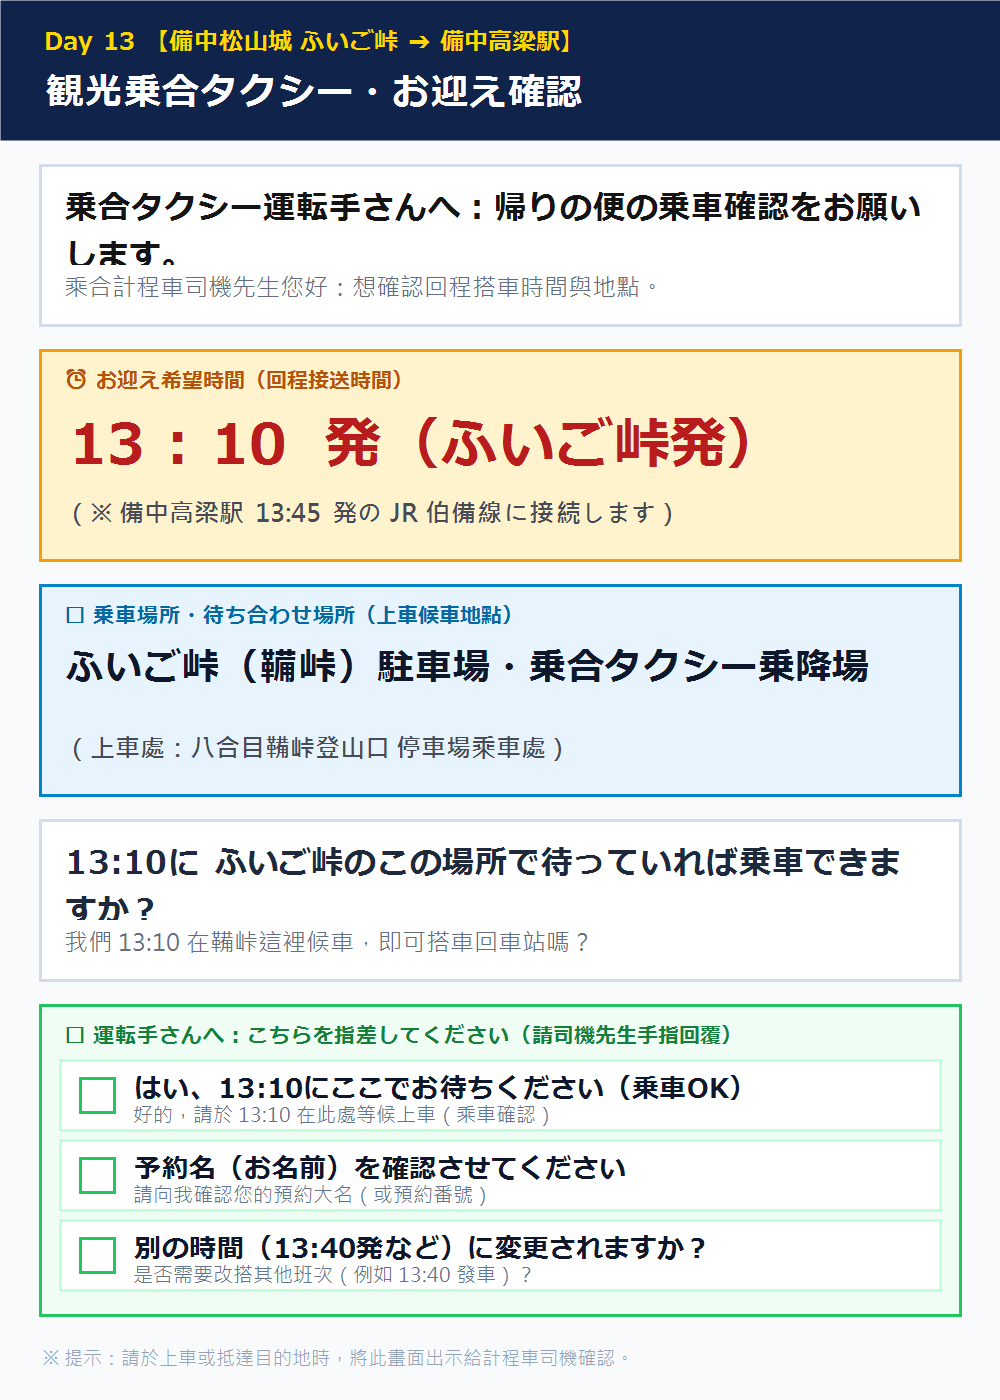 Day 13 【備中松山城 ふいご峠 → 備中高梁駅】
観光乗合タクシー・お迎え確認
乗合タクシー運転手さんへ：帰りの便の乗車確認をお願い
します。
乘合計程車司機先生您好：想確認回程搭車時間與地點。
⏰ お迎え希望時間（回程接送時間）
13：10 発（ふいご峠発）
（※ 備中高梁駅 13:45 発の JR 伯備線に接続します）
□ 乗車場所・待ち合わせ場所（上車候車地點）
ふいご峠（鞴峠）駐車場・乗合タクシー乗降場
（上車處：八合目鞴峠登山口 停車場乘車處）
13:10に ふいご峠のこの場所で待っていれば乗車できま
すか？
我們 13:10 在鞴峠這裡候車，即可搭車回車站嗎？
□ 運転手さんへ：こちらを指差してください（請司機先生手指回覆）
はい、13:10にここでお待ちください（乗車OK）
好的，請於 13:10 在此處等候上車（乘車確認）
予約名（お名前）を確認させてください
請向我確認您的預約大名（或預約番號）
別の時間（13:40発など）に変更されますか？
是否需要改搭其他班次（例如 13:40 發車）？
※ 提示：請於上車或抵達目的地時，將此畫面出示給計程車司機確認。